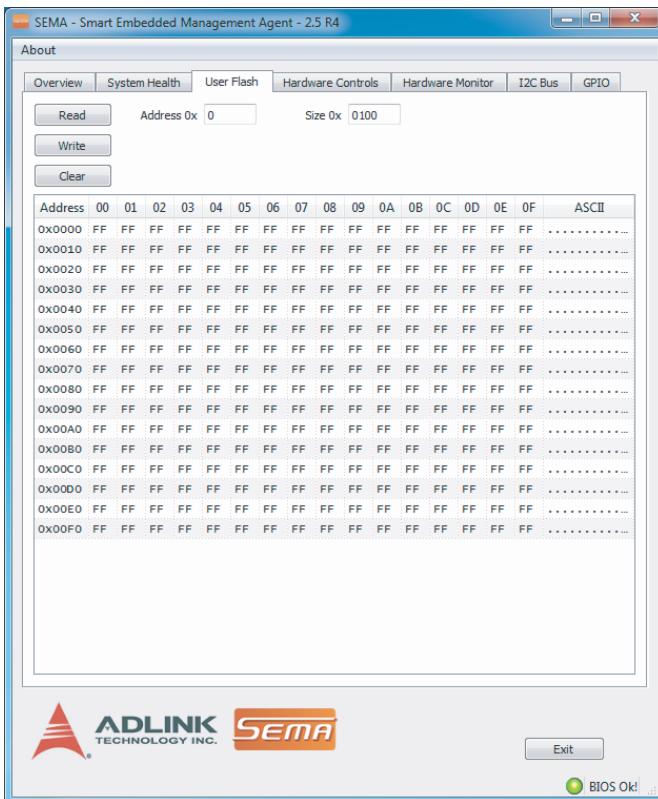 SEMA - Smart Embedded Management Agent - 2.5 R4
About
Overview System Health User Flash Hardware Controls Hardware Monitor I2C Bus GPIO
Read Address 0x 0 Size 0x 0100
Write
Clear
Address 00 01 02 03 04 05 06 07 08 09 0A 0B 0C 0D 0E 0F ASCII
0x0000 FF FF FF FF FF FF FF FF FF FF FF FF FF FF FF FF ............
0x0010 FF FF FF FF FF FF FF FF FF FF FF FF FF FF FF FF ............
0x0020 FF FF FF FF FF FF FF FF FF FF FF FF FF FF FF FF ............
0x0030 FF FF FF FF FF FF FF FF FF FF FF FF FF FF FF FF ............
0x0040 FF FF FF FF FF FF FF FF FF FF FF FF FF FF FF FF ............
0x0050 FF FF FF FF FF FF FF FF FF FF FF FF FF FF FF FF ............
0x0060 FF FF FF FF FF FF FF FF FF FF FF FF FF FF FF FF ............
0x0070 FF FF FF FF FF FF FF FF FF FF FF FF FF FF FF FF ............
0x0080 FF FF FF FF FF FF FF FF FF FF FF FF FF FF FF FF ............
0x0090 FF FF FF FF FF FF FF FF FF FF FF FF FF FF FF FF ............
0x00A0 FF FF FF FF FF FF FF FF FF FF FF FF FF FF FF FF ............
0x00B0 FF FF FF FF FF FF FF FF FF FF FF FF FF FF FF FF ............
0x00C0 FF FF FF FF FF FF FF FF FF FF FF FF FF FF FF FF ............
0x00D0 FF FF FF FF FF FF FF FF FF FF FF FF FF FF FF FF ............
0x00E0 FF FF FF FF FF FF FF FF FF FF FF FF FF FF FF FF ............
0x00F0 FF FF FF FF FF FF FF FF FF FF FF FF FF FF FF FF ............
ADLINK
TECHNOLOGY INC.
SEMA
Exit
BIOS Ok!